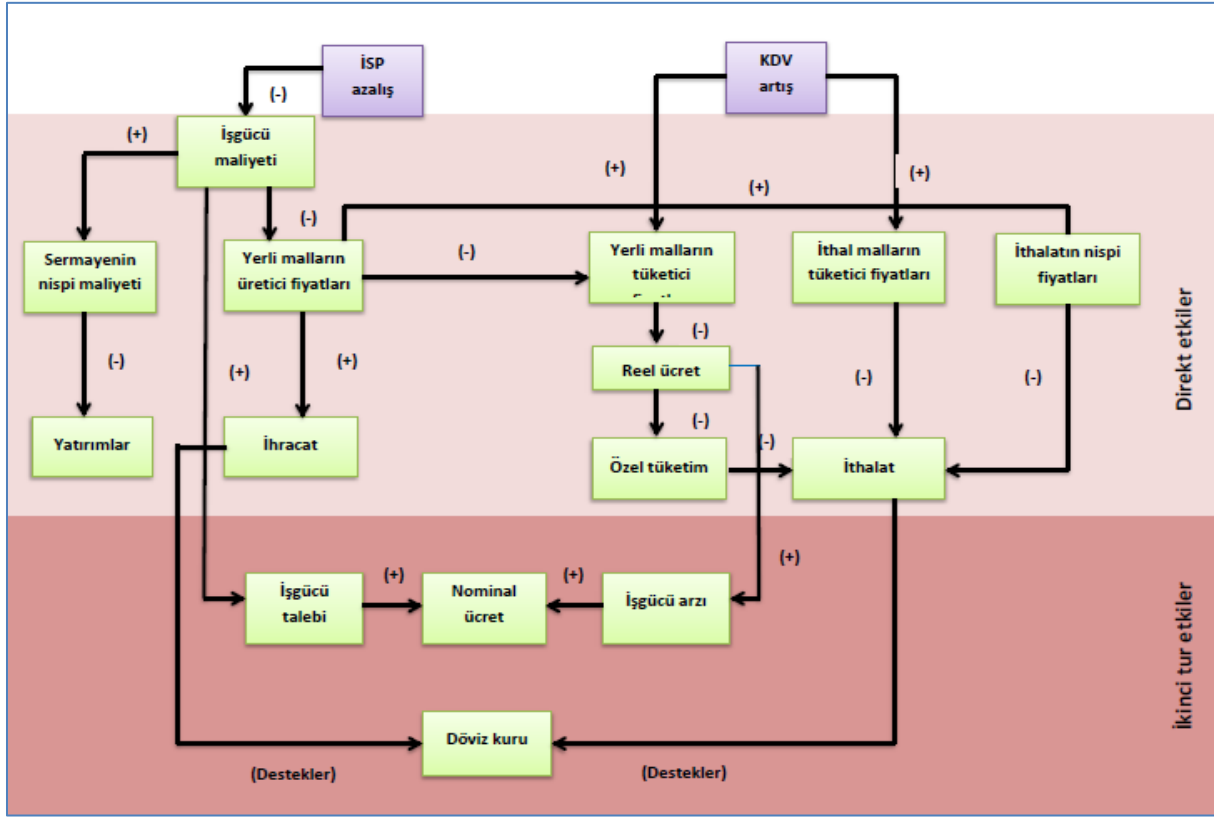 İSP
azalış
KDV
artış
(-)
(+)
İşgücü
maliyeti
(+)
(+)
(+)
(-)
Sermayenin
nispi maliyeti
Yerli malların
üretici fiyatları
(-)
Yerli malların
tüketici
İthal malların
tüketici fiyatları
İthalatın nispi
fiyatları
(-)
(+)
(-)
Reel ücret
(+)
(-)
(-)
Direkt etkiler
Yatırımlar
İhracat
(-)
Özel tüketim
(-)
İthalat
(+)
İşgücü
talebi
(+)
Nominal
ücret
(+)
İşgücü arzı
İkinci tur etkiler
Döviz kuru
(Destekler)
(Destekler)